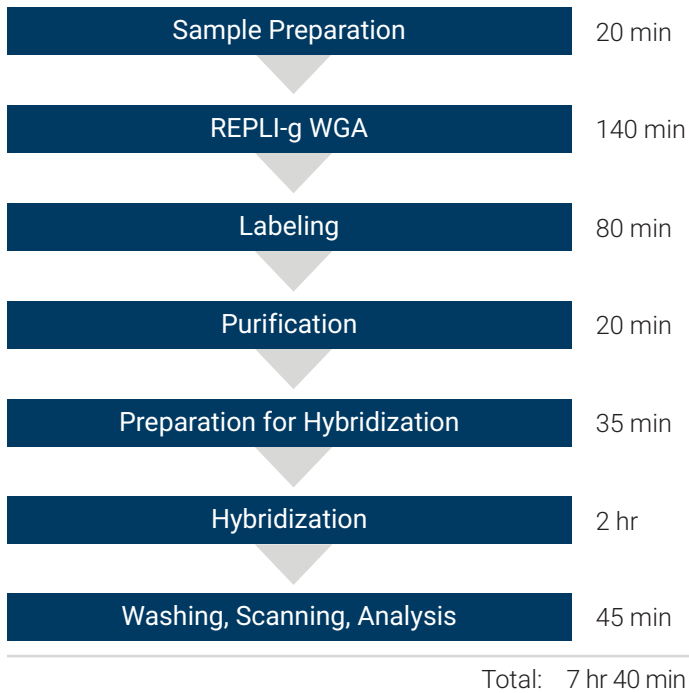 Sample Preparation 20 min
REPLI-g WGA 140 min
Labeling 80 min
Purification 20 min
Preparation for Hybridization 35 min
Hybridization 2 hr
Washing, Scanning, Analysis 45 min
Total: 7 hr 40 min